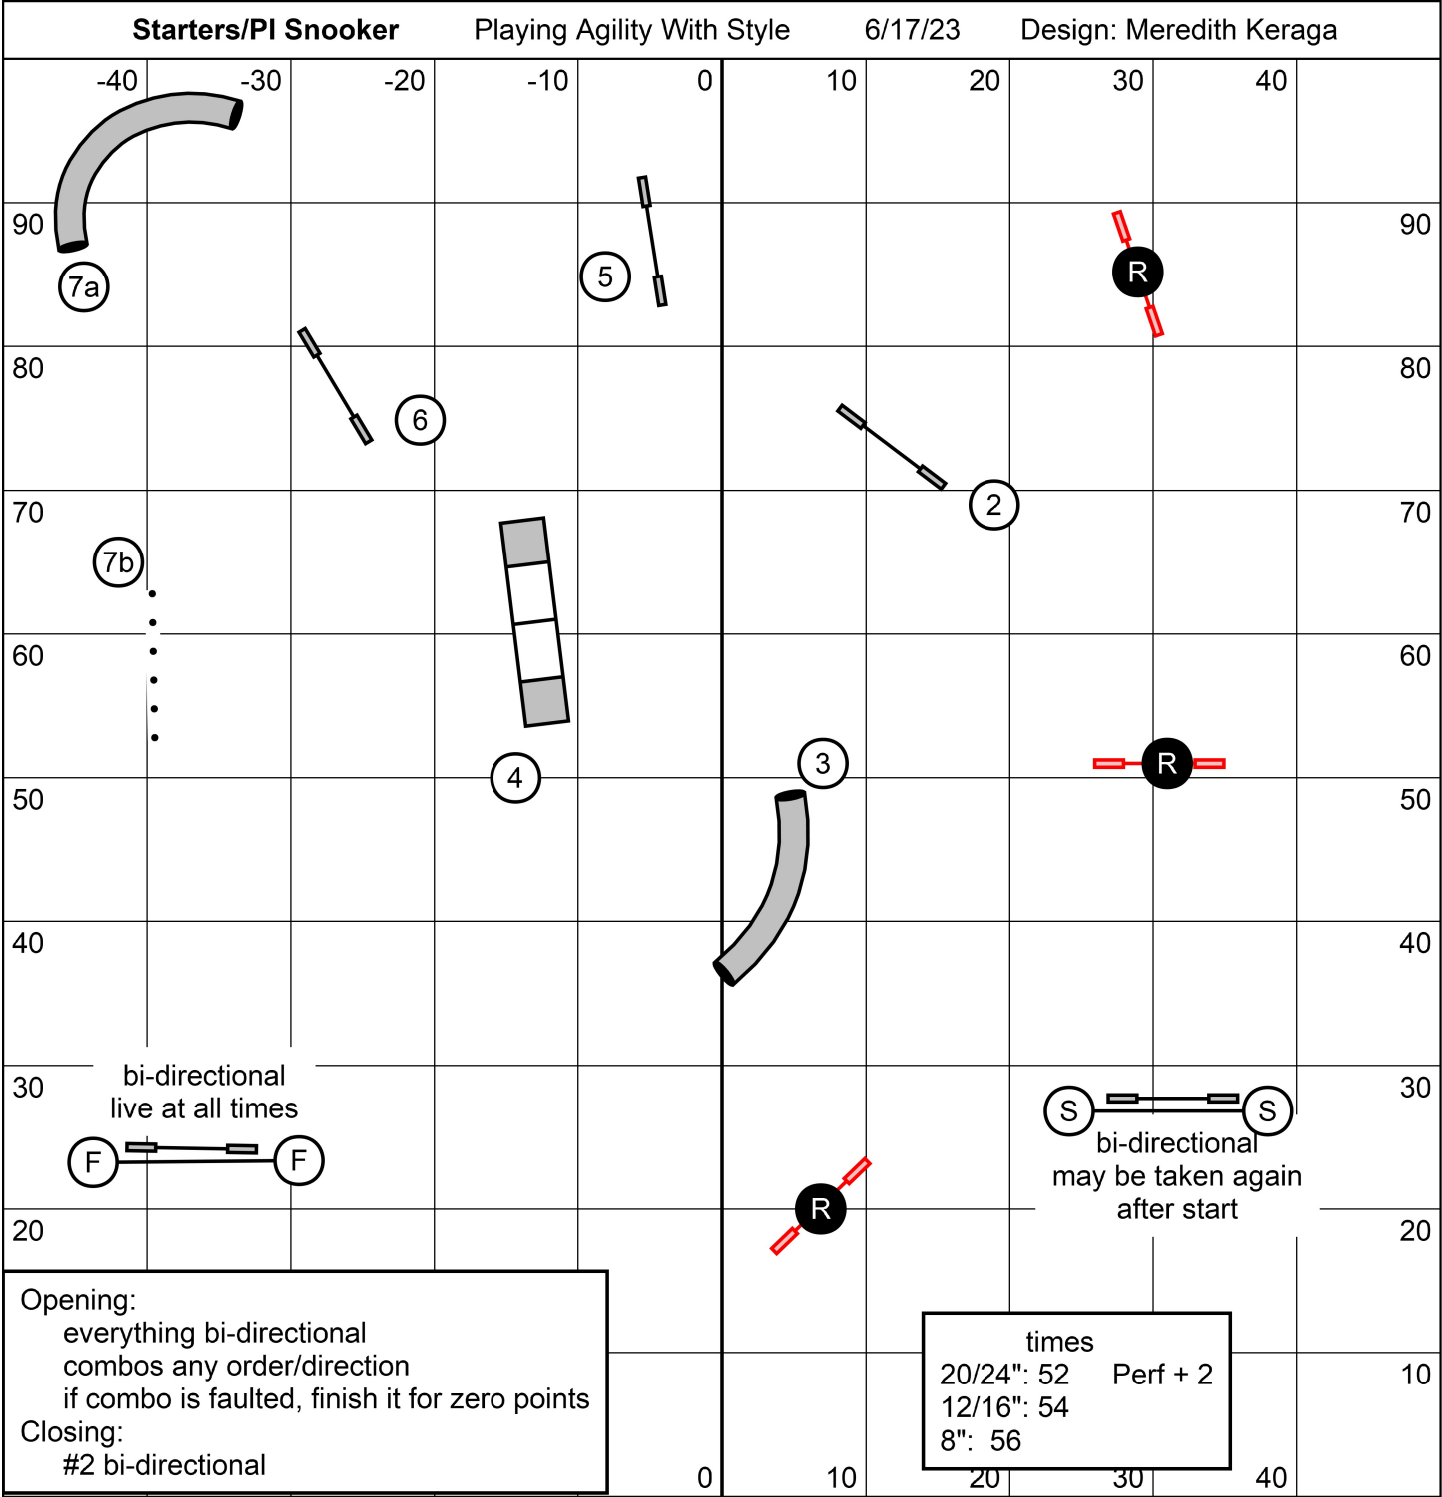 Starters/PI Snooker Playing Agility With Style 6/17/23 Design: Meredith Keraga
-40 -30 -20 -10 0 10 20 30 40
90 90
7a
5
R
80 80
6
2
70 70
7b
60 60
3
R
4
50 50
40 40
30 30
bi-directional
live at all times
F F
S S
bi-directional
may be taken again
after start
R
20 20
Opening:
everything bi-directional
combos any order/direction
if combo is faulted, finish it for zero points
Closing:
#2 bi-directional
times
20/24": 52 Perf + 2
12/16": 54
8": 56
10
0 10 20 30 40